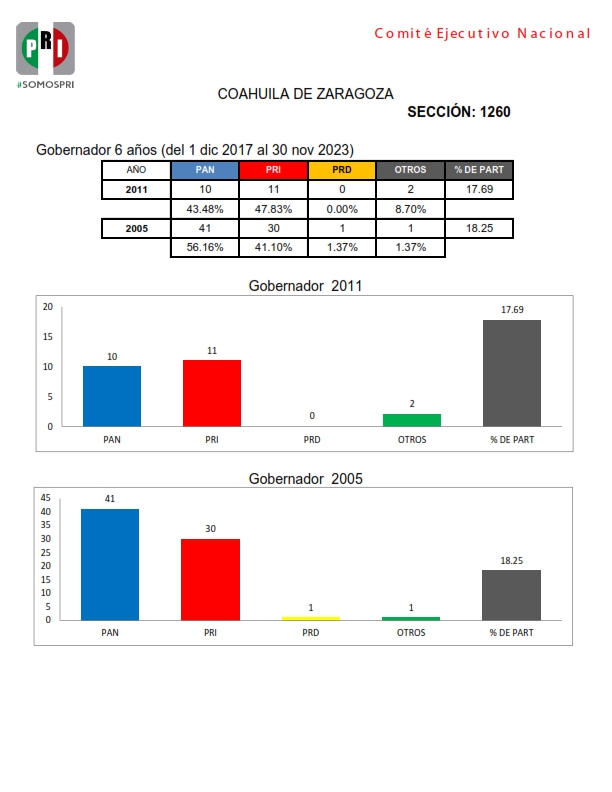 PRI
#SOMOSPRI
Comité Ejecutivo Nacional
COAHUILA DE ZARAGOZA
SECCIÓN: 1260
Gobernador 6 años (del 1 dic 2017 al 30 nov 2023)
AÑO PAN PRI PRD OTROS % DE PART
2011 10 11 0 2 17.69
43.48% 47.83% 0.00% 8.70%
2005 41 30 1 1 18.25
56.16% 41.10% 1.37% 1.37%
Gobernador 2011
20
15
10
5
0
10
11
0
2
17.69
PAN PRI PRD OTROS % DE PART
Gobernador 2005
45
40
35
30
25
20
15
10
5
0
41
30
1
1
18.25
PAN PRI PRD OTROS % DE PART